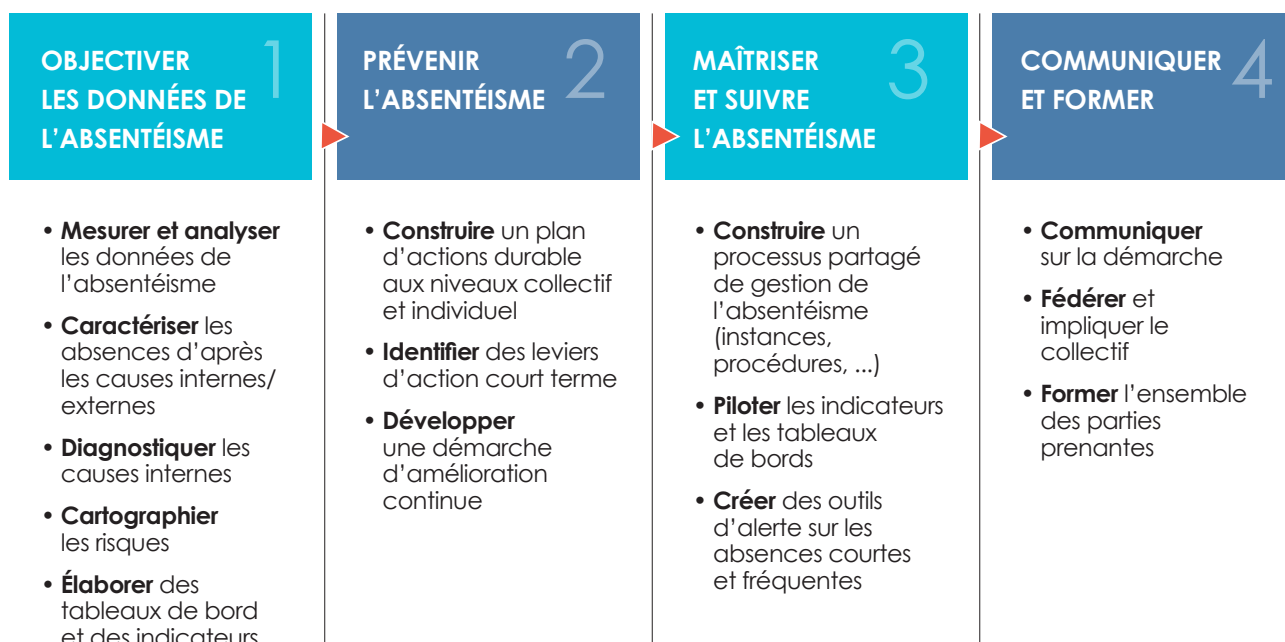 OBJECTIVER
LES DONNÉES DE
L'ABSENTÉISME
1
• Mesurer et analyser
les données de
l'absentéisme
• Caractériser les
absences d'après
les causes internes/
externes
• Diagnostiquer les
causes internes
• Cartographier
les risques
• Élaborer des
tableaux de bord
et des indicateurs
PRÉVENIR
L'ABSENTÉISME
2
• Construire un plan
d'actions durable
aux niveaux collectif
et individuel
• Identifier des leviers
d'action court terme
• Développer
une démarche
d'amélioration
continue
MAÎTRISER
ET SUIVRE
L'ABSENTÉISME
3
• Construire un
processus partagé
de gestion de
l'absentéisme
(instances,
procédures, ...)
• Piloter les indicateurs
et les tableaux
de bords
• Créer des outils
d'alerte sur les
absences courtes
et fréquentes
COMMUNIQUER
ET FORMER
4
• Communiquer
sur la démarche
• Fédérer et
impliquer le
collectif
• Former l'ensemble
des parties
prenantes